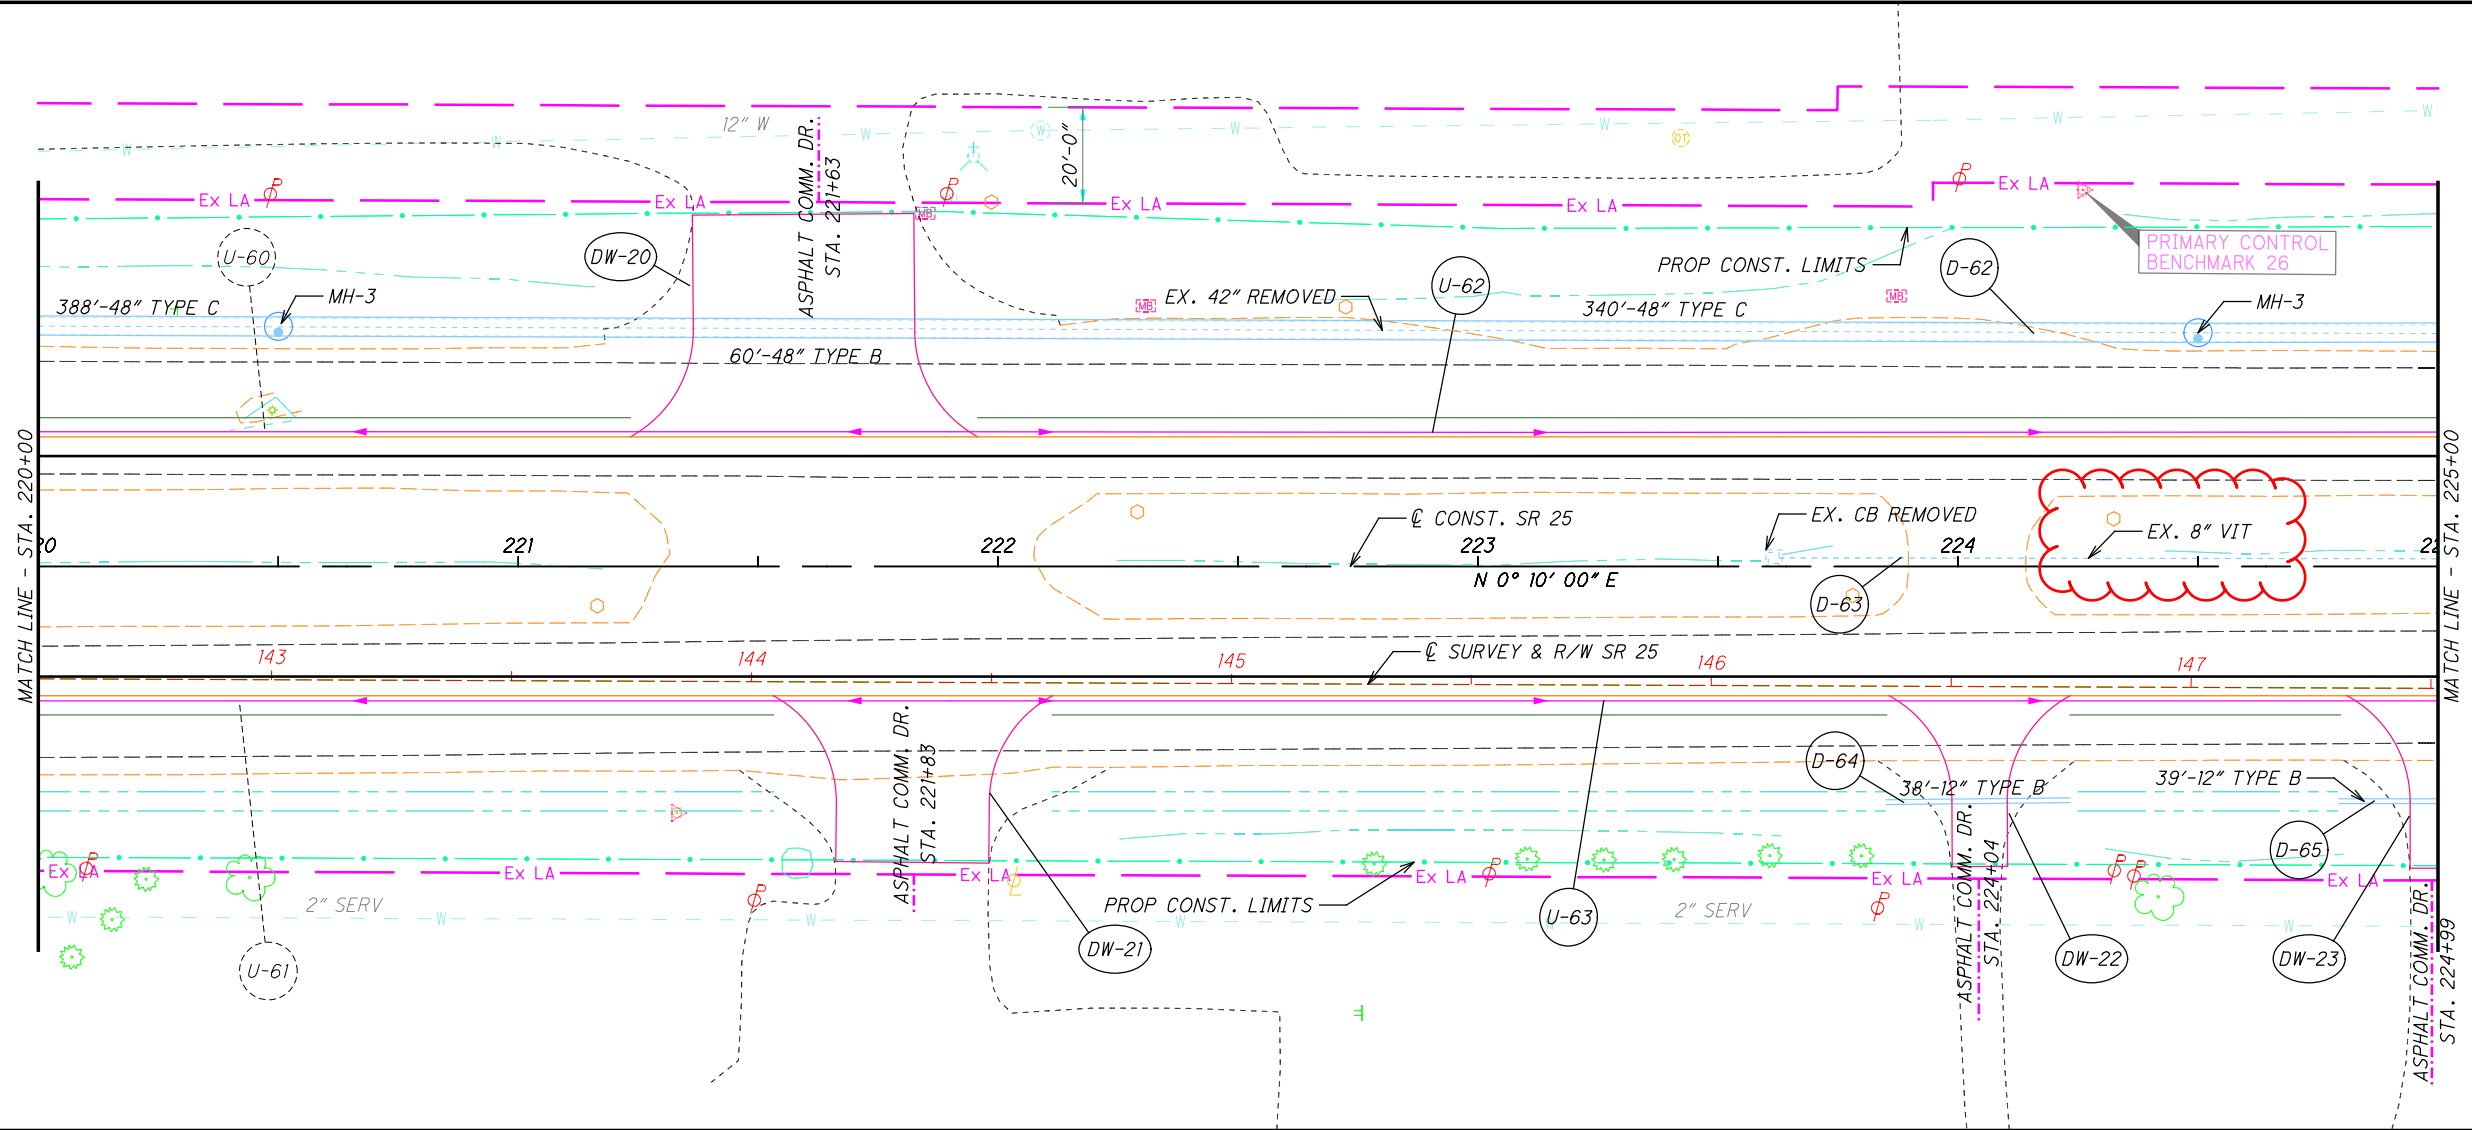 12" W
ASPHALT COMM. DR.
STA. 221+63
20'-0"
Ex LA
Ex LA
Ex LA
Ex LA
Ex LA
MB
W
W
W
W
W
W
W
W
OT
P
P
P
U-60
DW-20
PROP CONST. LIMITS
D-62
PRIMARY CONTROL
BENCHMARK 26
388'-48" TYPE C
MH-3
MB
EX. 42" REMOVED
U-62
340'-48" TYPE C
MB
MH-3
60'-48" TYPE B
MATCH LINE - STA. 220+00
MATCH LINE - STA. 225+00
℄ CONST. SR 25
EX. CB REMOVED
EX. 8" VIT
20
221
222
223
224
22
N 0° 10' 00" E
D-63
143
144
145
146
147
℄ SURVEY & R/W SR 25
ASPHALT COMM. DR.
STA. 221+83
D-64
38'-12" TYPE B
39'-12" TYPE B
D-65
ASPHALT COMM. DR.
STA. 224+04
Ex LA
Ex LA
Ex LA
Ex LA
Ex LA
Ex LA
P
P
P
P
P
P
2" SERV
PROP CONST. LIMITS
U-63
2" SERV
W
W
W
W
W
W
W
U-61
DW-21
DW-22
DW-23
ASPHALT COMM. DR.
STA. 224+99